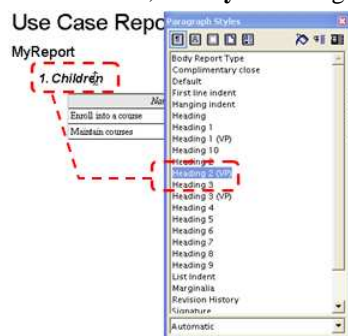 Use Case Repo
MyReport
1. Children
Enroll into a course
Maintain courses
Paragraph Styles
Body Report Type
Complimentary close
Default
First line indent
Hanging indent
Heading
Heading 1
Heading 1 (VP)
Heading 10
Heading 2
Heading 2 (VP)
Heading 3
Heading 3 (VP)
Heading 4
Heading 5
Heading 6
Heading 7
Heading 8
Heading 9
List Indent
Marginalia
Revision History
Signature
Automatic